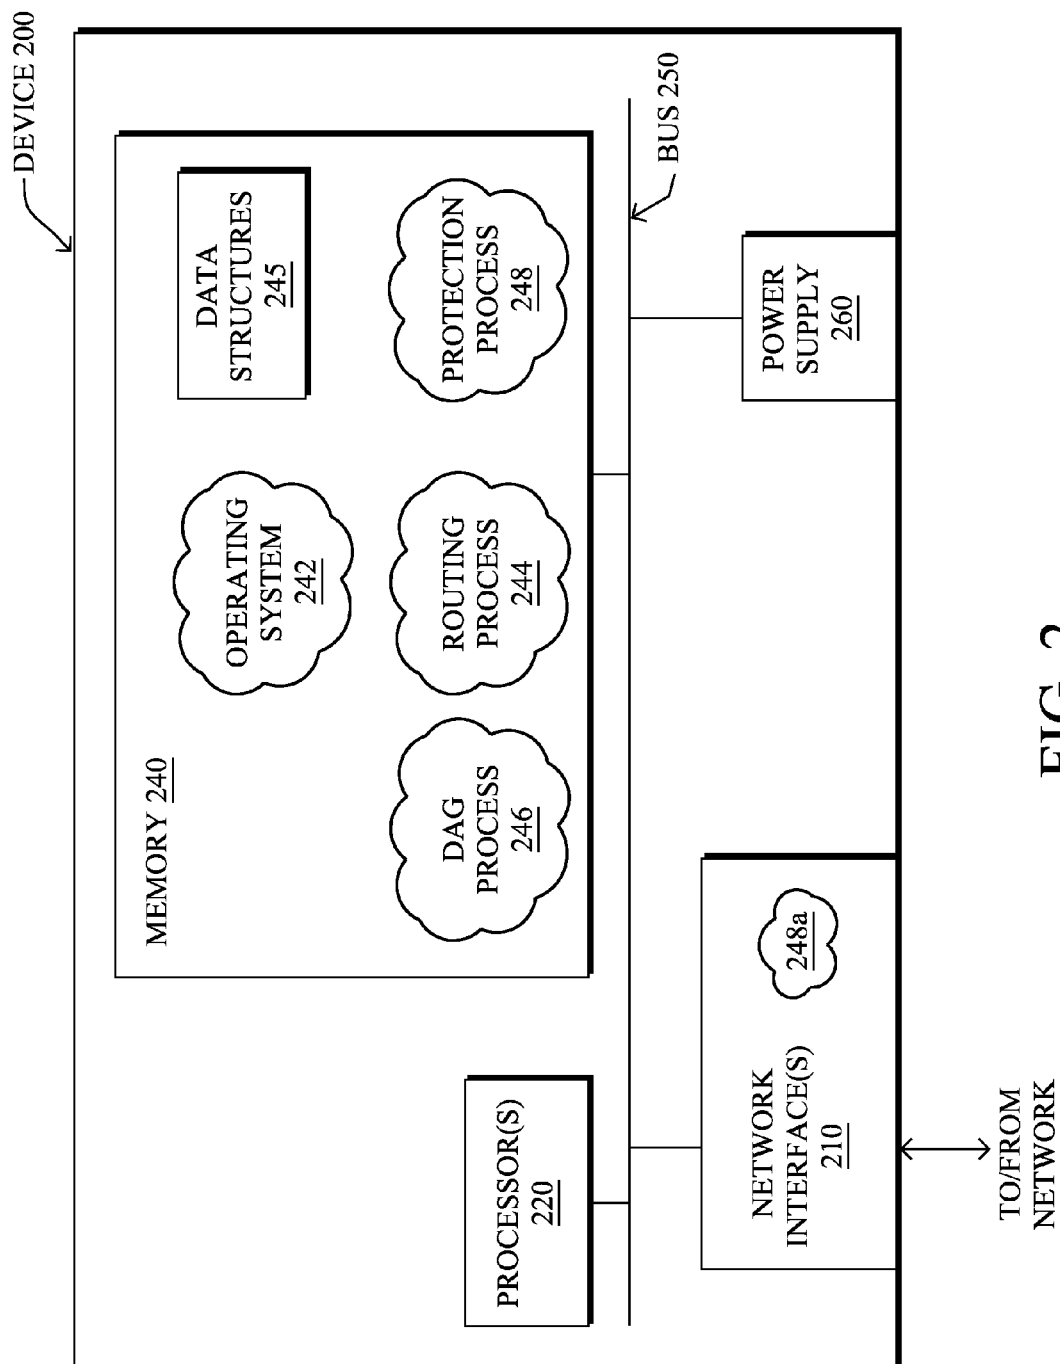 DEVICE 200
MEMORY 240
OPERATING
SYSTEM
242
DATA
STRUCTURES
245
DAG
PROCESS
246
ROUTING
PROCESS
244
PROTECTION
PROCESS
248
PROCESSOR(S)
220
BUS 250
NETWORK
INTERFACE(S)
210
248a
POWER
SUPPLY
260
TO/FROM
NETWORK
FIG. 2